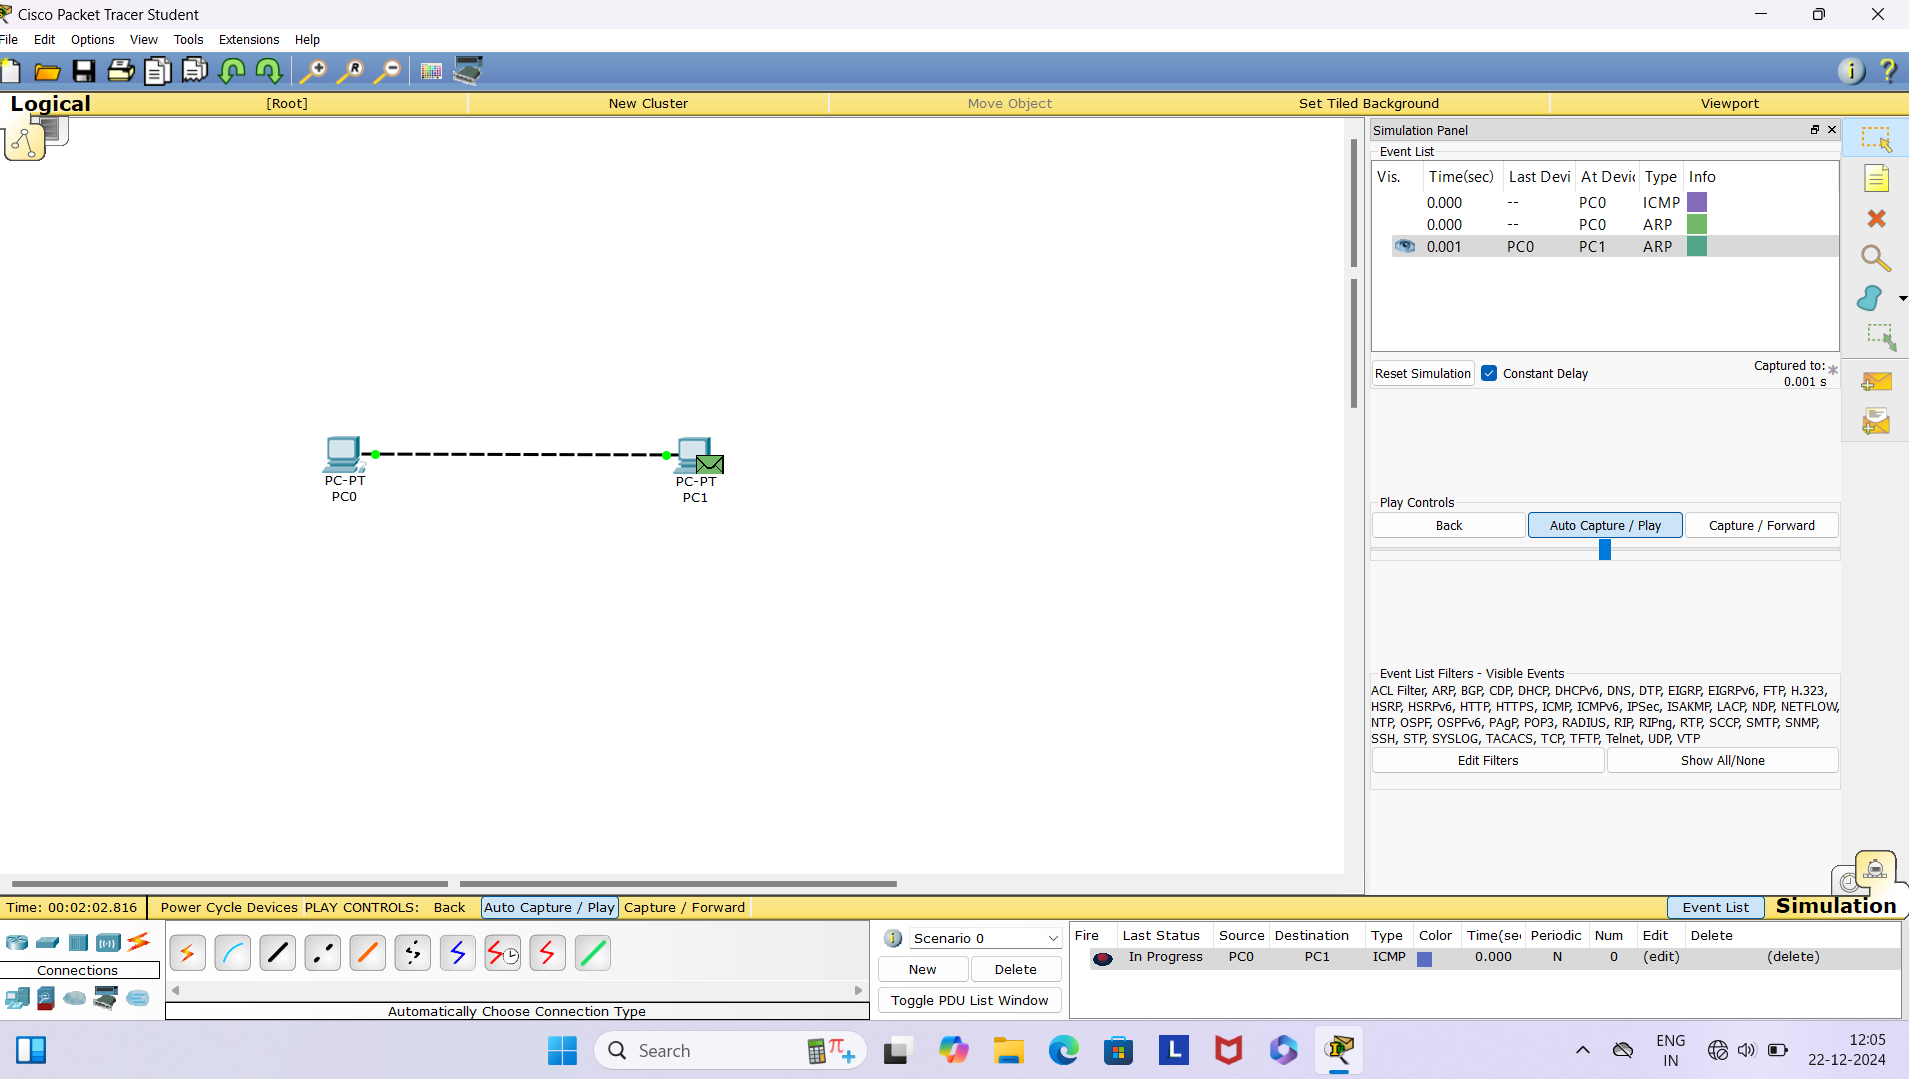 Cisco Packet Tracer Student
File Edit Options View Tools Extensions Help
Logical [Root] New Cluster Move Object Set Tiled Background Viewport
Simulation Panel
Event List
Vis. Time(sec) Last Devi At Devic Type Info
0.000 -- PC0 ICMP
0.000 -- PC0 ARP
0.001 PC0 PC1 ARP
Reset Simulation Constant Delay Captured to: *
0.001 s
PC-PT
PC0
PC-PT
PC1
Play Controls
Back Auto Capture / Play Capture / Forward
Event List Filters - Visible Events
ACL Filter, ARP, BGP, CDP, DHCP, DHCPv6, DNS, DTP, EIGRP, EIGRPv6, FTP, H.323,
HSRP, HSRPv6, HTTP, HTTPS, ICMP, ICMPv6, IPSec, ISAKMP, LACP, NDP, NETFLOW,
NTP, OSPF, OSPFv6, PAgP, POP3, RADIUS, RIP, RIPng, RTP, SCCP, SMTP, SNMP,
SSH, STP, SYSLOG, TACACS, TCP, TFTP, Telnet, UDP, VTP
Edit Filters Show All/None
Time: 00:02:02.816 Power Cycle Devices PLAY CONTROLS: Back Auto Capture / Play Capture / Forward Event List Simulation
Connections
Automatically Choose Connection Type
Scenario 0
New Delete
Toggle PDU List Window
Fire Last Status Source Destination Type Color Time(sec Periodic Num Edit Delete
In Progress PC0 PC1 ICMP 0.000 N 0 (edit) (delete)
Search
ENG
IN
12:05
22-12-2024